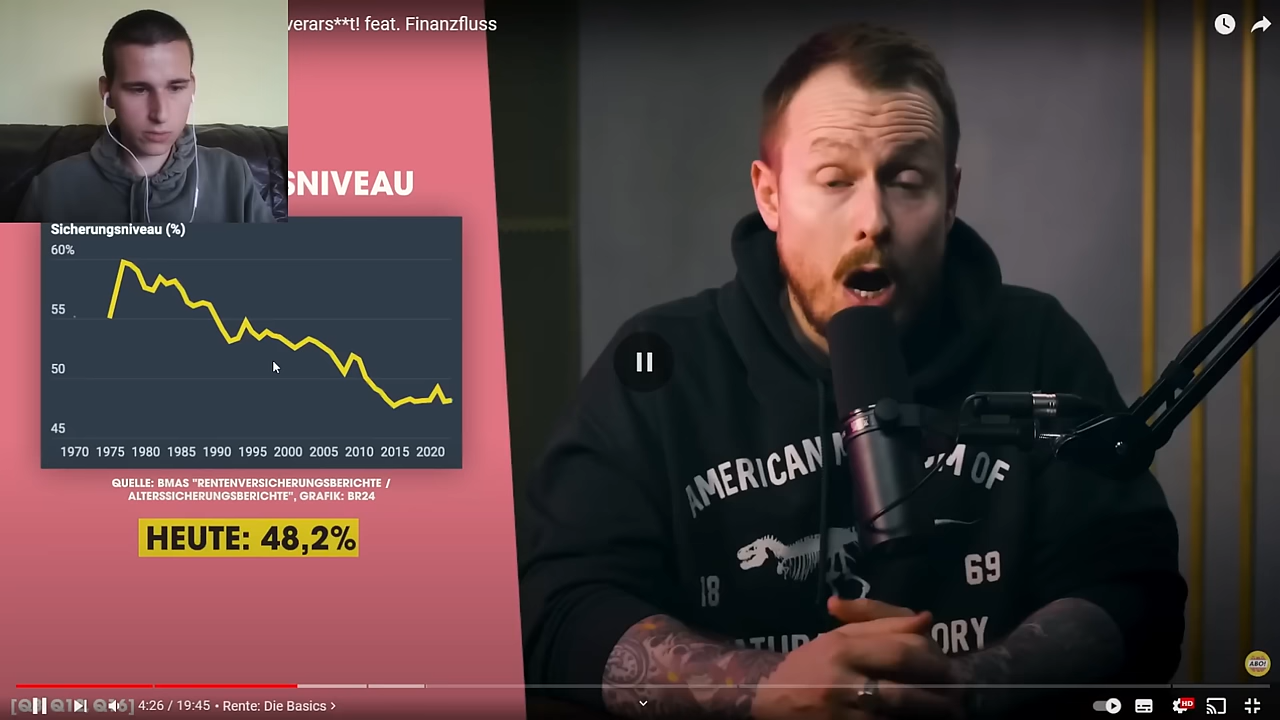 verars**t! feat. Finanzfluss
SNIVEAU
Sicherungsniveau (%)
60%
55
50
45
1970 1975 1980 1985 1990 1995 2000 2005 2010 2015 2020
QUELLE: BMAS "RENTENVERSICHERUNGSBERICHTE /
ALTERSSICHERUNGSBERICHTE", GRAFIK: BR24
HEUTE: 48,2%
AMERICAN OF
18 69
ORY
ABO!
4:26 / 19:45 • Rente: Die Basics >
HD